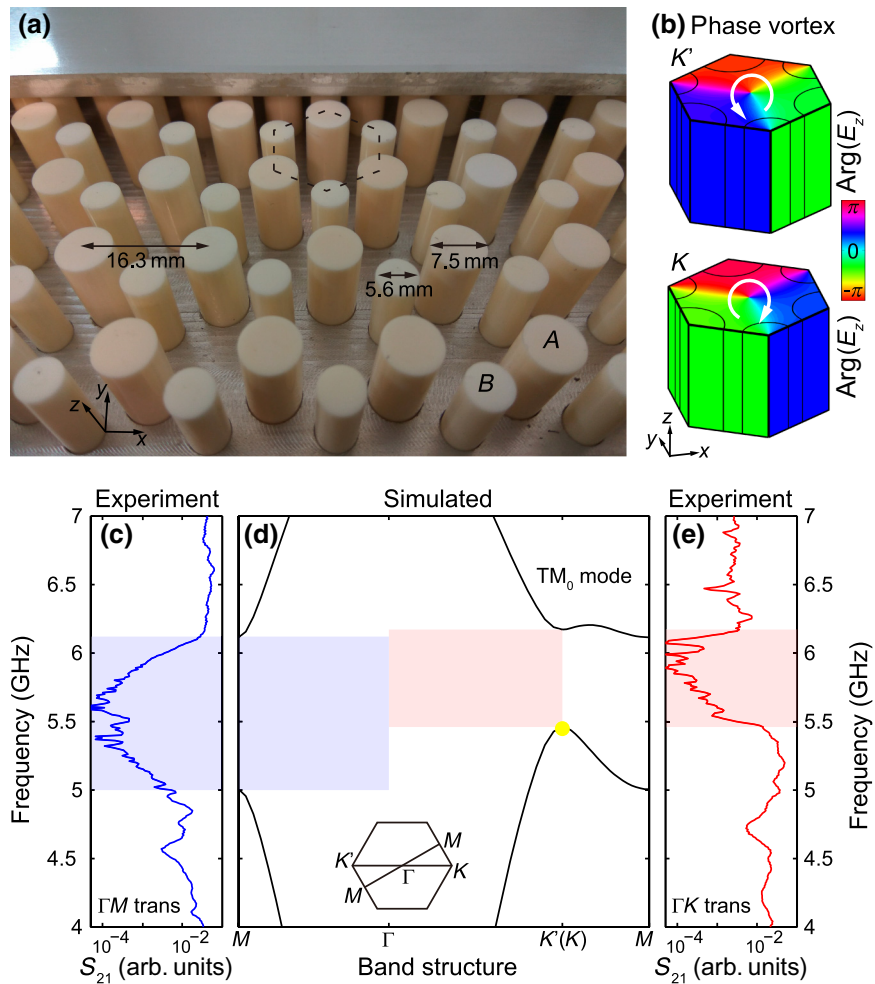 (a)
16.3 mm
7.5 mm
5.6 mm
A
B
y
z
x
(b) Phase vortex
K'
Arg(E_z)
π
0
-π
K
Arg(E_z)
z
y
x
Experiment
Simulated
Experiment
7
(c)
(d)
(e)
7
TM₀ mode
6.5
6.5
6
6
Frequency (GHz)
Frequency (GHz)
5.5
5.5
5
5
4.5
4.5
K'
M
Γ
K
M
ΓM trans
ΓK trans
4
4
10⁻⁴
10⁻²
M
Γ
K'(K)
M
10⁻⁴
10⁻²
S₂₁ (arb. units)
Band structure
S₂₁ (arb. units)